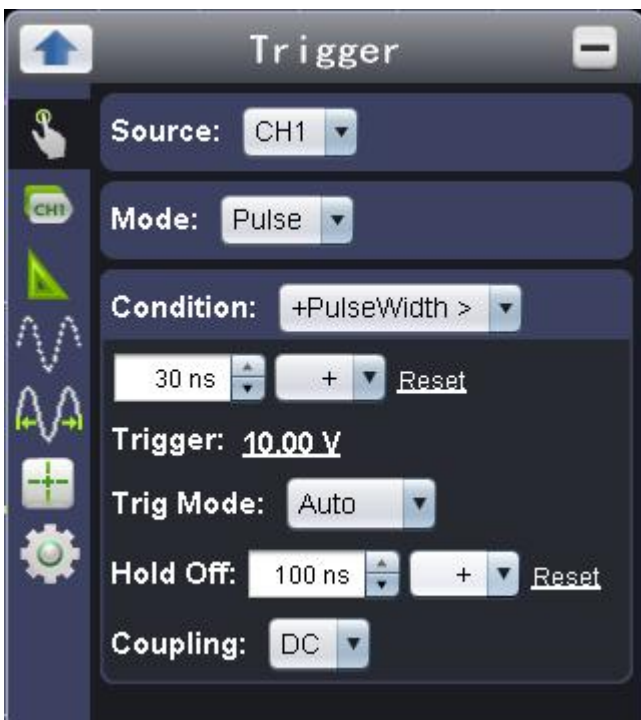 Trigger
Source: CH1
CH1
Mode: Pulse
Condition: +PulseWidth >
30 ns + Reset
Trigger: 10.00 V
Trig Mode: Auto
Hold Off: 100 ns + Reset
Coupling: DC